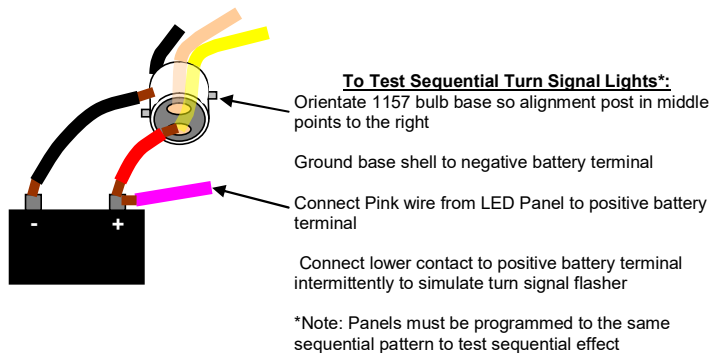 To Test Sequential Turn Signal Lights*:
Orientate 1157 bulb base so alignment post in middle
points to the right
Ground base shell to negative battery terminal
Connect Pink wire from LED Panel to positive battery
terminal
Connect lower contact to positive battery terminal
intermittently to simulate turn signal flasher
*Note: Panels must be programmed to the same
sequential pattern to test sequential effect
- +